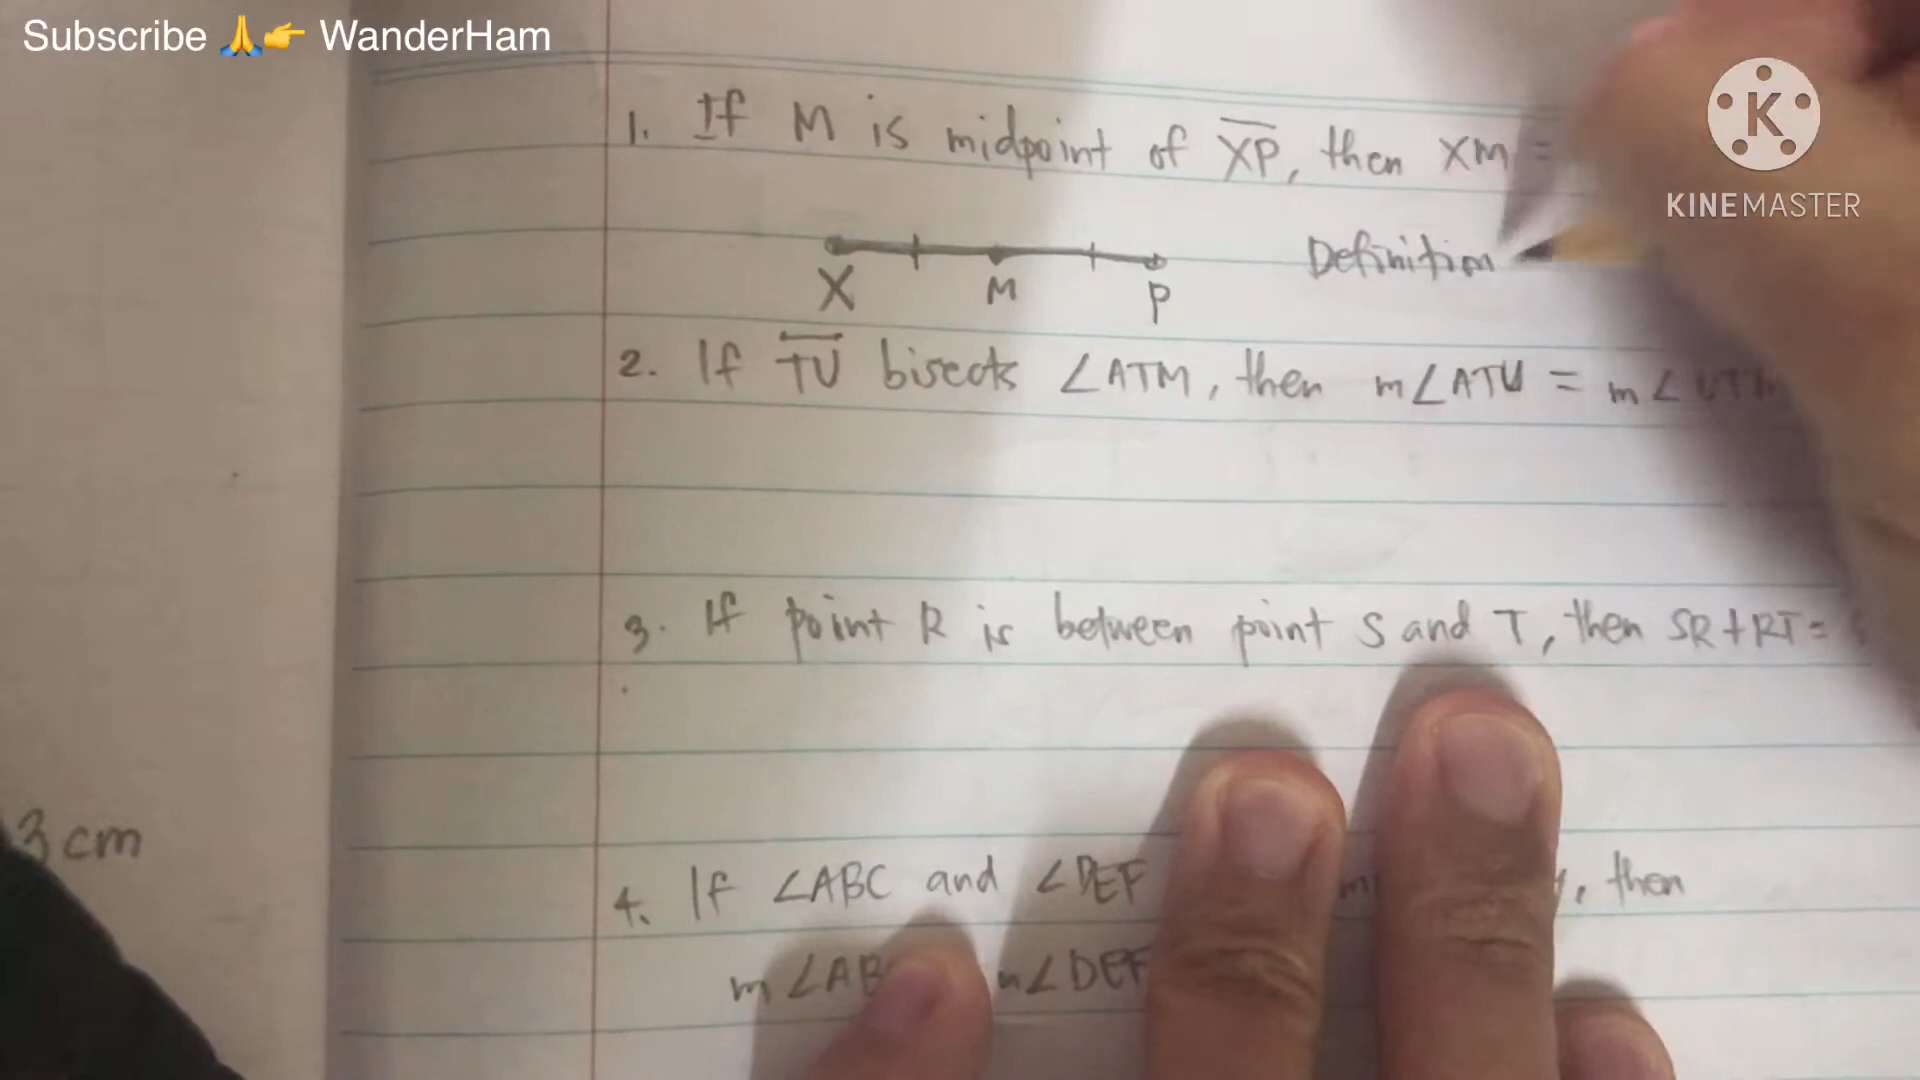 Subscribe 🙏👉 WanderHam
KINEMASTER
1. If M is midpoint of XP, then XM =
Definition
X M P
2. If TU bisects ∠ATM, then m∠ATU = m∠UTM
3. If point R is between point S and T, then SR + RT =
3 cm
4. If ∠ABC and ∠DEF , then
m∠AB m∠DEF